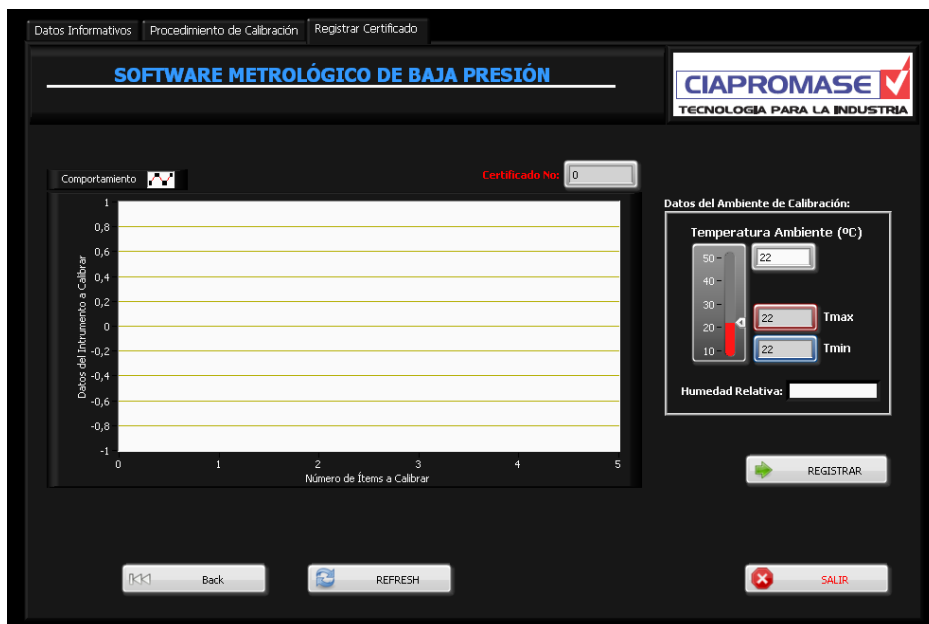 Datos Informativos
Procedimiento de Calibración
Registrar Certificado
SOFTWARE METROLÓGICO DE BAJA PRESIÓN
CIAPROMASE
TECNOLOGIA PARA LA INDUSTRIA
Comportamiento
Certificado No: 0
Datos del Intrumento a Calibrar
1
0,8
0,6
0,4
0,2
0
-0,2
-0,4
-0,6
-0,8
-1
0 1 2 3 4 5
Número de Ítems a Calibrar
Datos del Ambiente de Calibración:
Temperatura Ambiente (ºC)
50
40
30
20
10
22
22 Tmax
22 Tmin
Humedad Relativa:
REGISTRAR
Back
REFRESH
SALIR